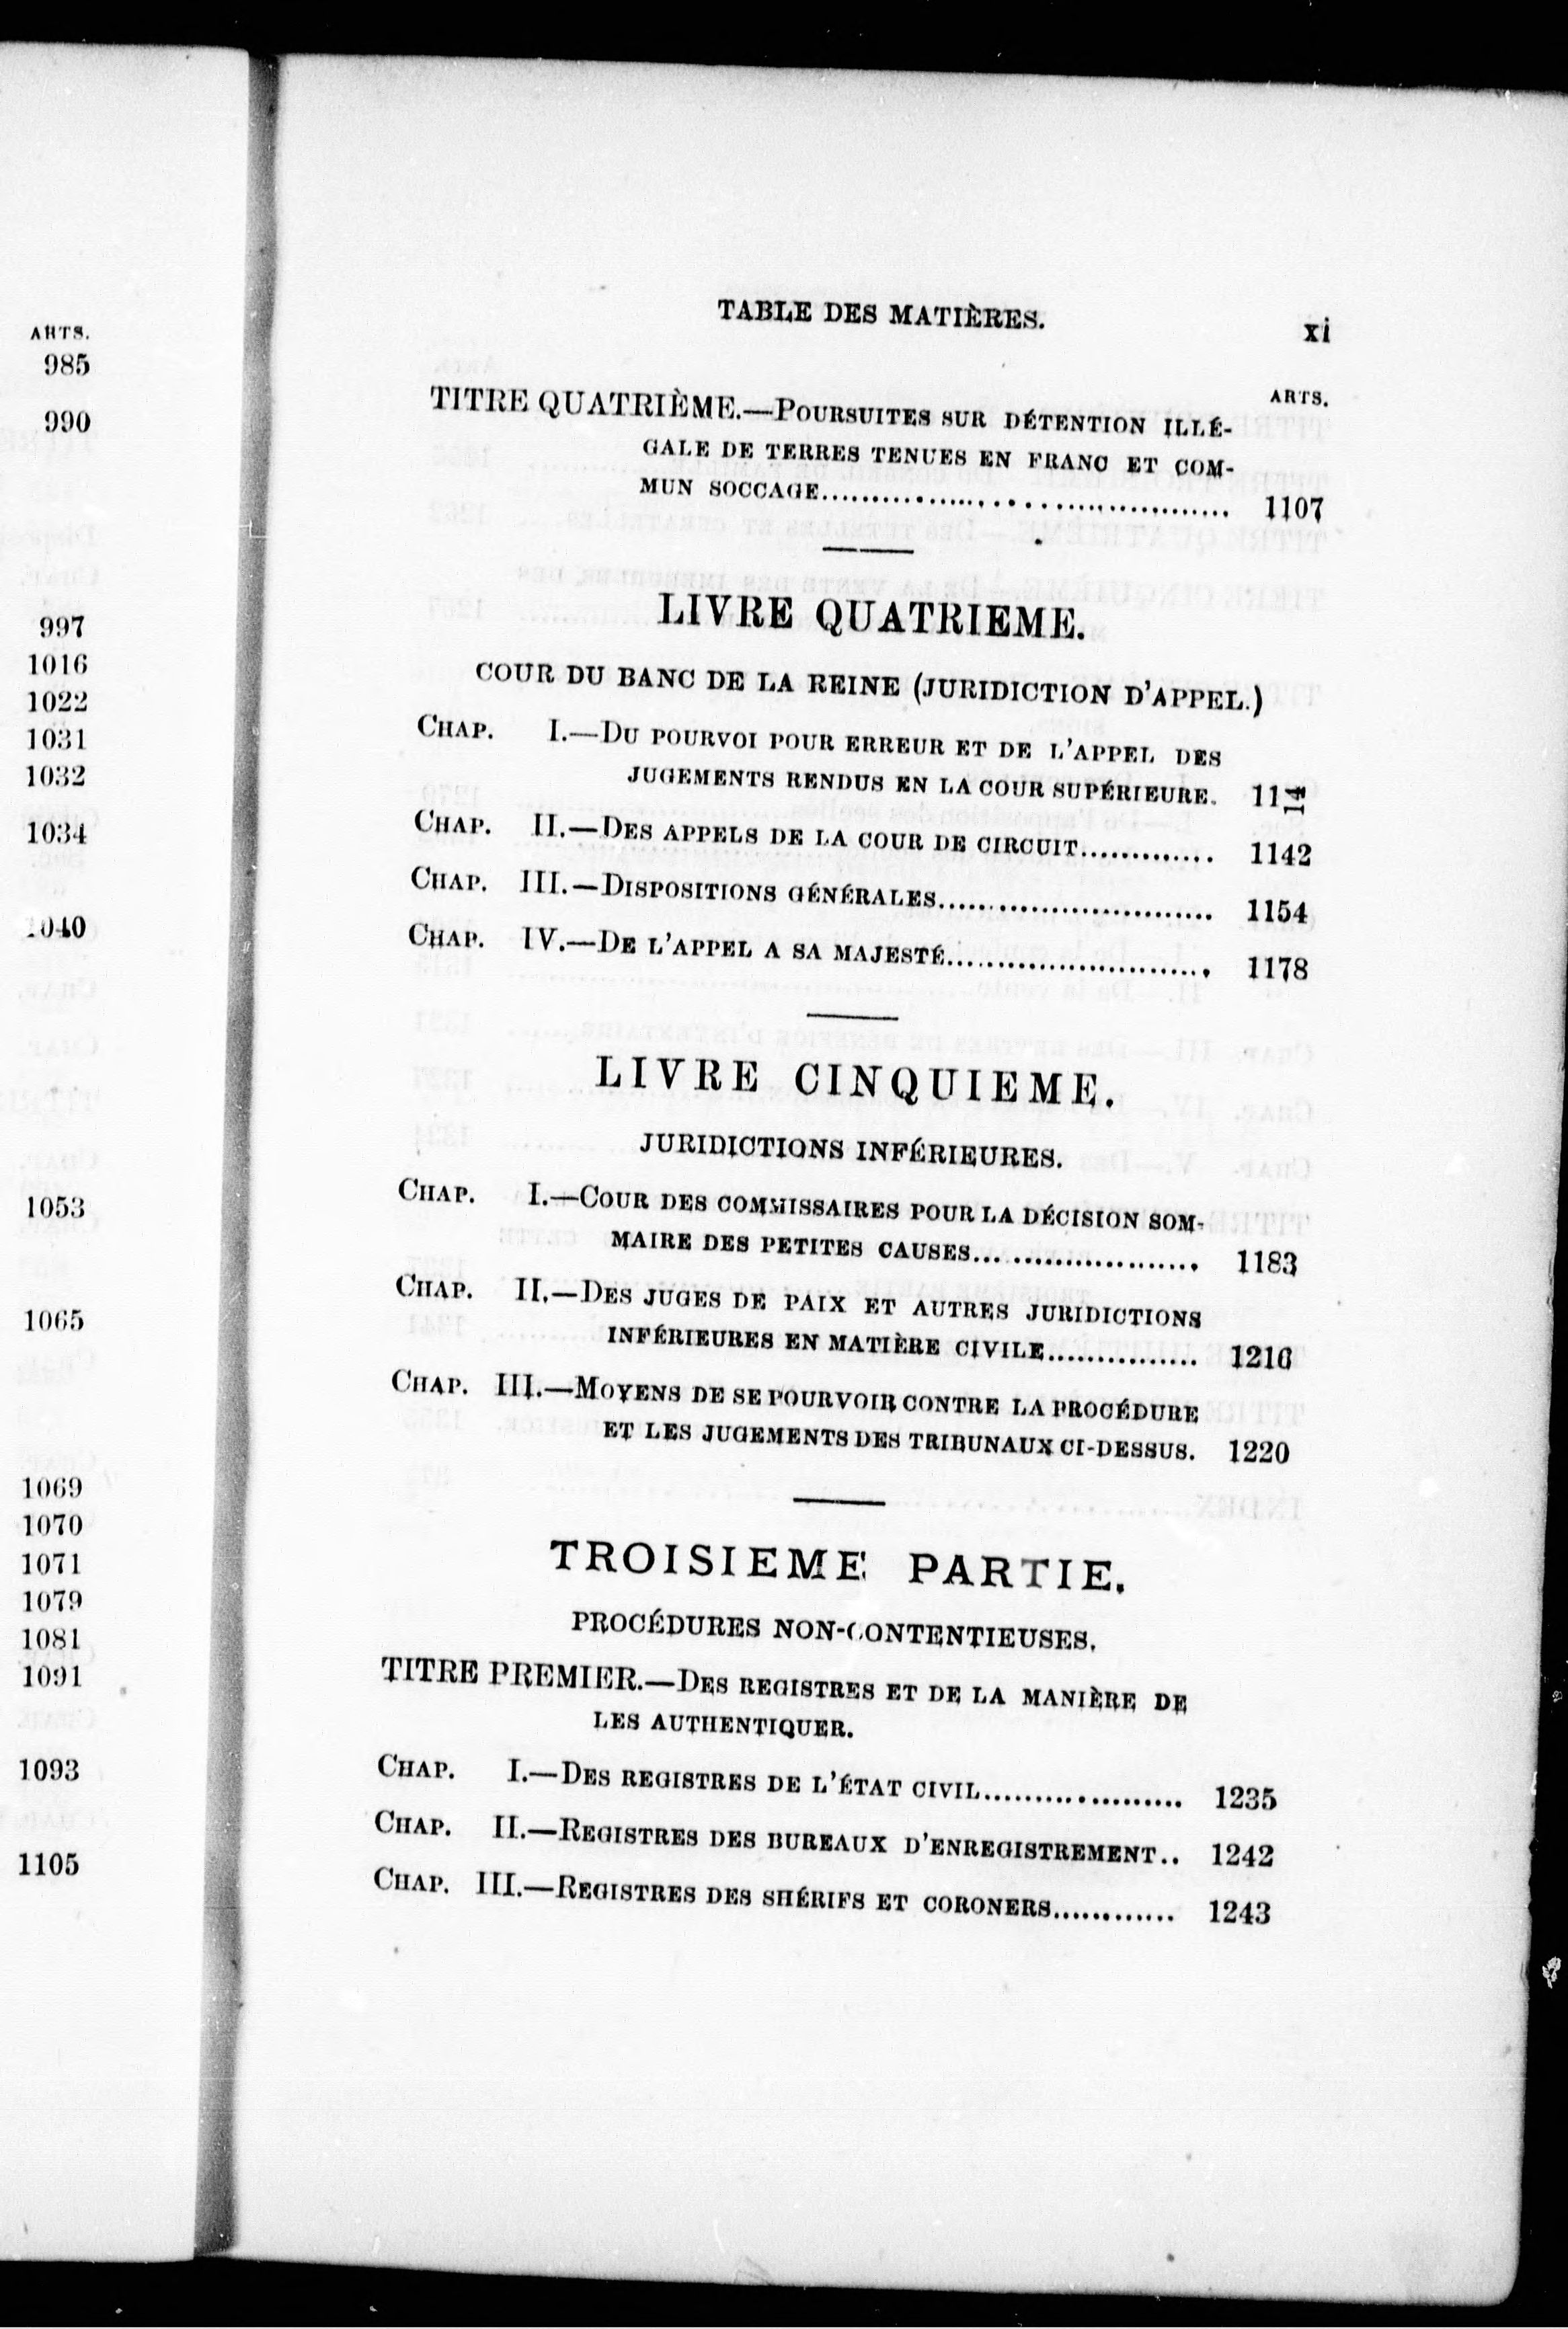 ARTS.
985
990
997
1016
1022
1031
1032
1034
1040
1053
1065
1069
1070
1071
1079
1081
1091
1093
1105
TABLE DES MATIÈRES. xi
ARTS.
TITRE QUATRIÈME.—POURSUITES SUR DÉTENTION ILLÉ-
GALE DE TERRES TENUES EN FRANC ET COM-
MUN SOCCAGE........................................ 1107
LIVRE QUATRIEME.
COUR DU BANC DE LA REINE (JURIDICTION D'APPEL.)
CHAP. I.—DU POURVOI POUR ERREUR ET DE L'APPEL DES
JUGEMENTS RENDUS EN LA COUR SUPÉRIEURE. 1114
CHAP. II.—DES APPELS DE LA COUR DE CIRCUIT............. 1142
CHAP. III.—DISPOSITIONS GÉNÉRALES........................... 1154
CHAP. IV.—DE L'APPEL A SA MAJESTÉ.......................... 1178
LIVRE CINQUIEME.
JURIDICTIONS INFÉRIEURES.
CHAP. I.—COUR DES COMMISSAIRES POUR LA DÉCISION SOM-
MAIRE DES PETITES CAUSES...................... 1183
CHAP. II.—DES JUGES DE PAIX ET AUTRES JURIDICTIONS
INFÉRIEURES EN MATIÈRE CIVILE............... 1216
CHAP. III.—MOYENS DE SE POURVOIR CONTRE LA PROCÉDURE
ET LES JUGEMENTS DES TRIBUNAUX CI-DESSUS. 1220
TROISIEME PARTIE.
PROCÉDURES NON-CONTENTIEUSES.
TITRE PREMIER.—DES REGISTRES ET DE LA MANIÈRE DE
LES AUTHENTIQUER.
CHAP. I.—DES REGISTRES DE L'ÉTAT CIVIL.................... 1235
CHAP. II.—REGISTRES DES BUREAUX D'ENREGISTREMENT.. 1242
CHAP. III.—REGISTRES DES SHÉRIFS ET CORONERS............ 1243